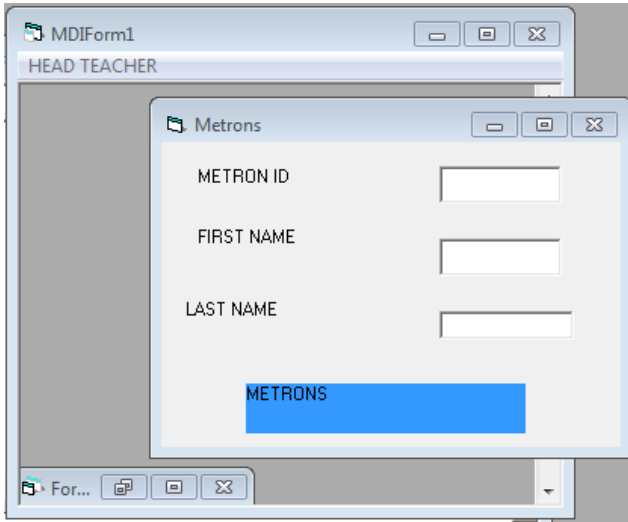 MDIForm1
HEAD TEACHER
Metrons
METRON ID
FIRST NAME
LAST NAME
METRONS
For...